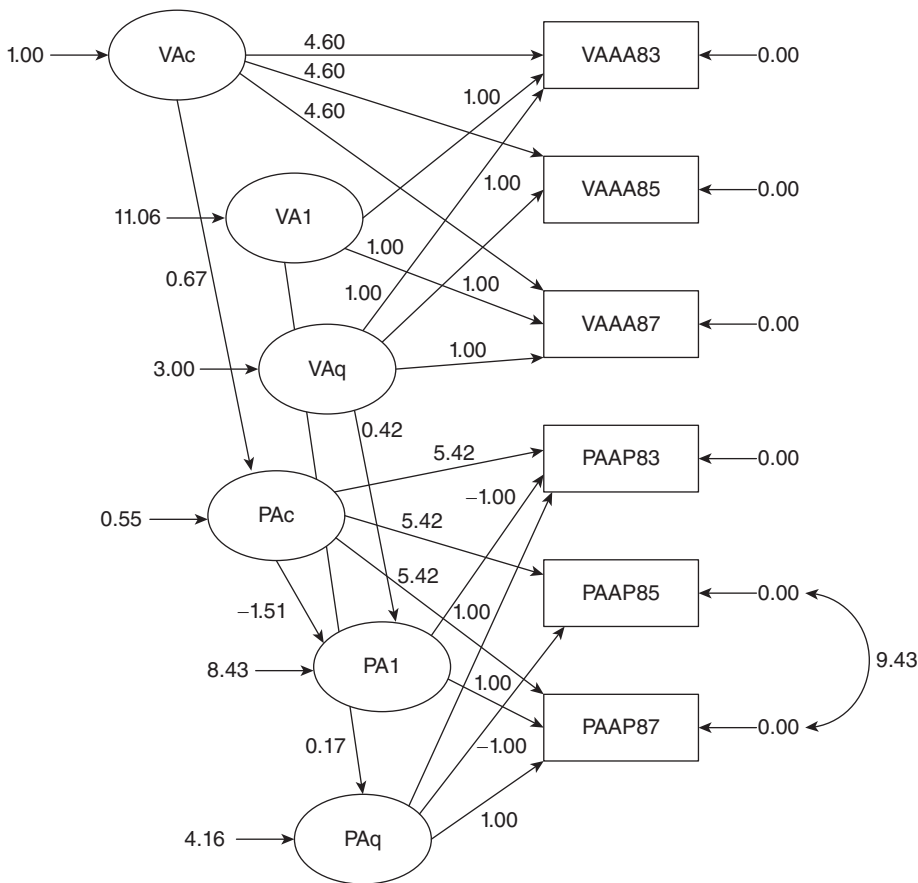 1.00 VAc 4.60 VAAA83 0.00
4.60
1.00
4.60
1.00 VAAA85 0.00
11.06 VA1
1.00
0.67 1.00 1.00
VAAA87 0.00
1.00
3.00 VAq
0.42
5.42 PAAP83 0.00
−1.00
0.55 PAc 5.42
5.42 PAAP85 0.00
−1.51 1.00
9.43
8.43 PA1 1.00
PAAP87 0.00
0.17 −1.00
1.00
4.16 PAq